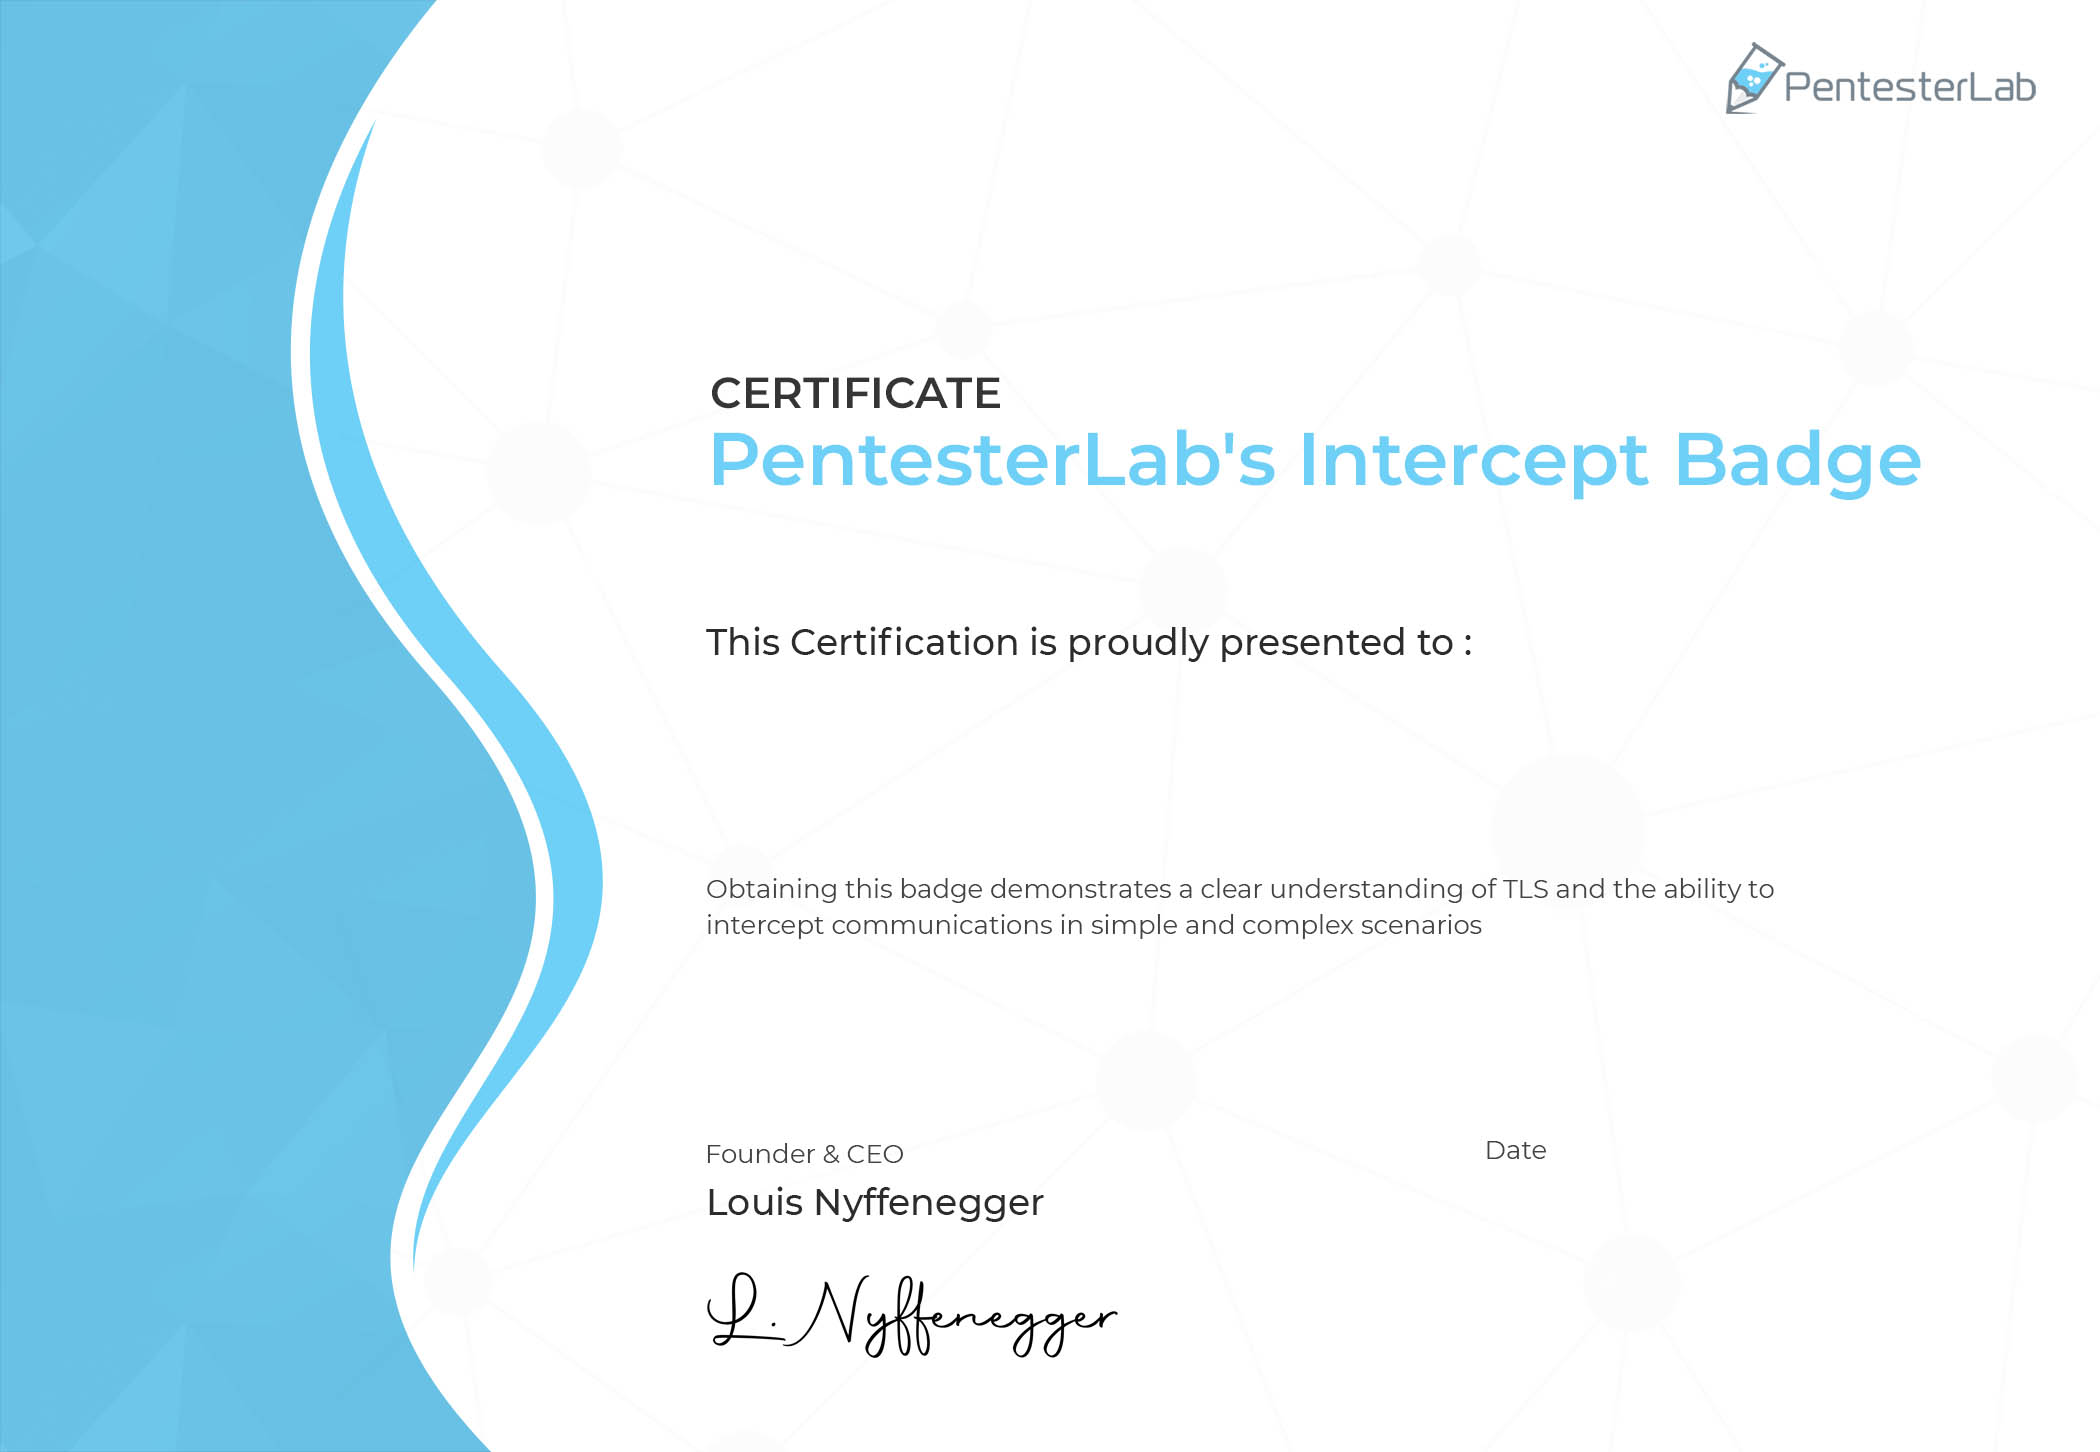 PentesterLab
CERTIFICATE
PentesterLab's Intercept Badge
This Certification is proudly presented to :
Obtaining this badge demonstrates a clear understanding of TLS and the ability to
intercept communications in simple and complex scenarios
Founder & CEO
Date
Louis Nyffenegger
L. Nyffenegger